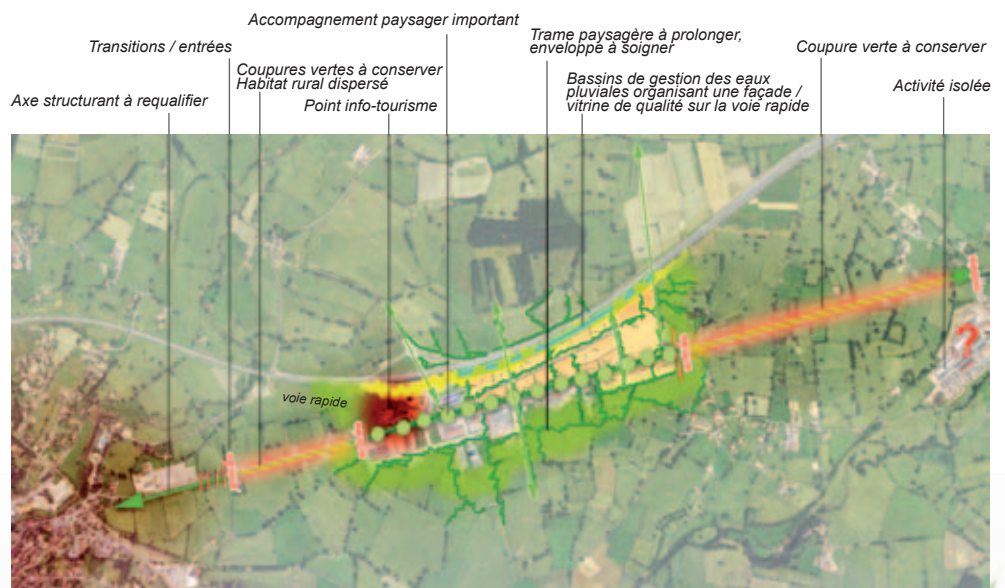 Accompagnement paysager important
Transitions / entrées
Trame paysagère à prolonger,
enveloppe à soigner
Coupure verte à conserver
Coupures vertes à conserver
Habitat rural dispersé
Bassins de gestion des eaux
pluviales organisant une façade /
vitrine de qualité sur la voie rapide
Activité isolée
Axe structurant à requalifier
Point info-tourisme
?
voie rapide